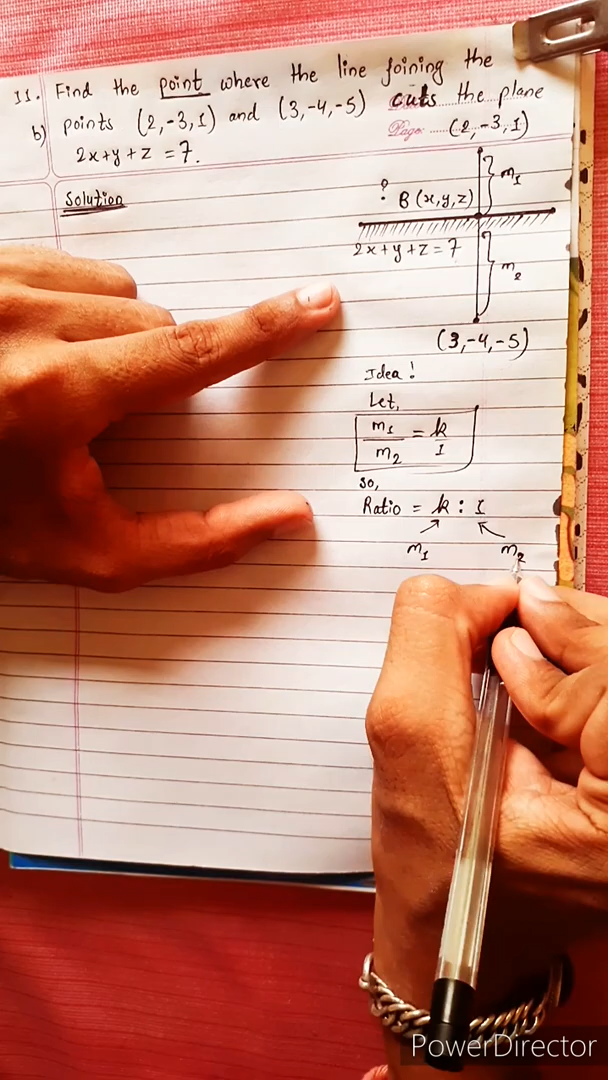 II. Find the point where the line joining the
b) points (2,-3,1) and (3,-4,-5) cuts the plane
2x+y+z=7.
Page:
(2,-3,1)
Solution
m1
?
B (x,y,z)
2x+y+z=7
m2
(3,-4,-5)
Idea!
Let,
m1/m2 = k/1
so,
Ratio = k : 1
m1 m2
PowerDirector